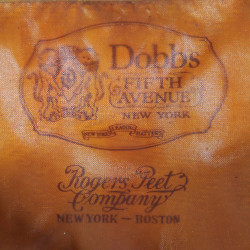 Dobbs
FIFTH
AVENUE
NEW YORK
Rogers Peet
Company
NEW YORK — BOSTON